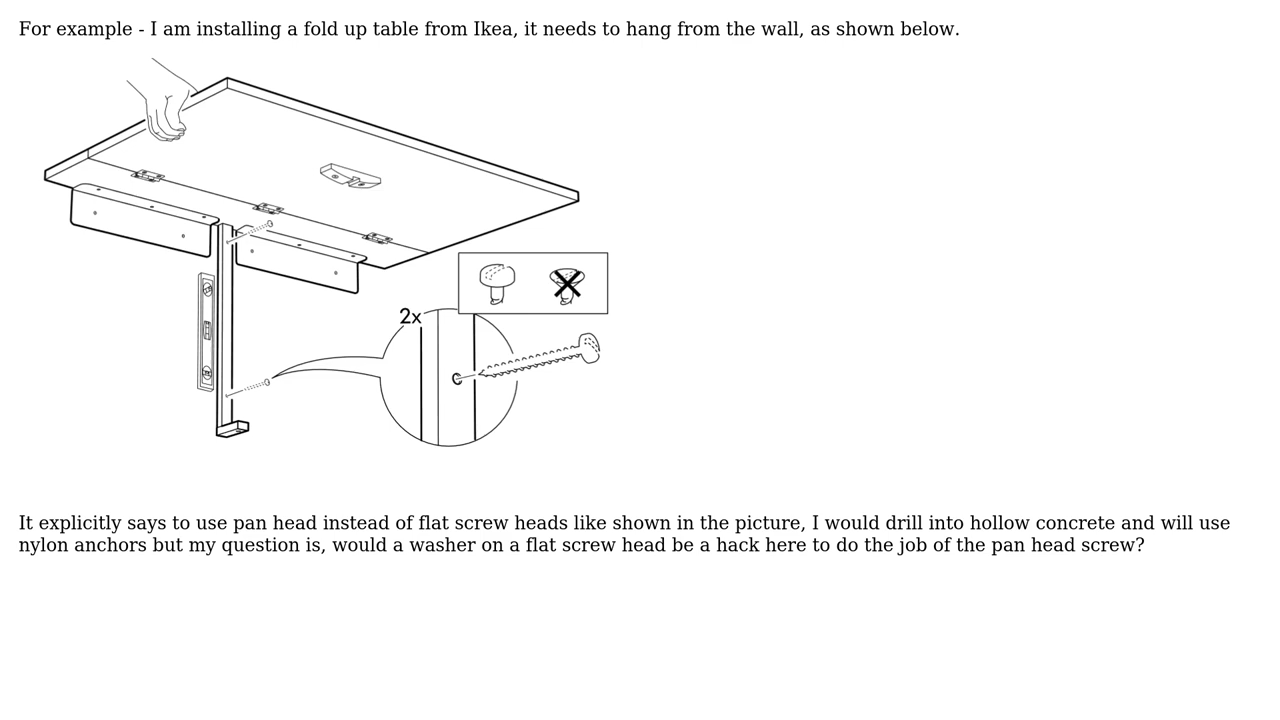 For example - I am installing a fold up table from Ikea, it needs to hang from the wall, as shown below.
2x
It explicitly says to use pan head instead of flat screw heads like shown in the picture, I would drill into hollow concrete and will use
nylon anchors but my question is, would a washer on a flat screw head be a hack here to do the job of the pan head screw?